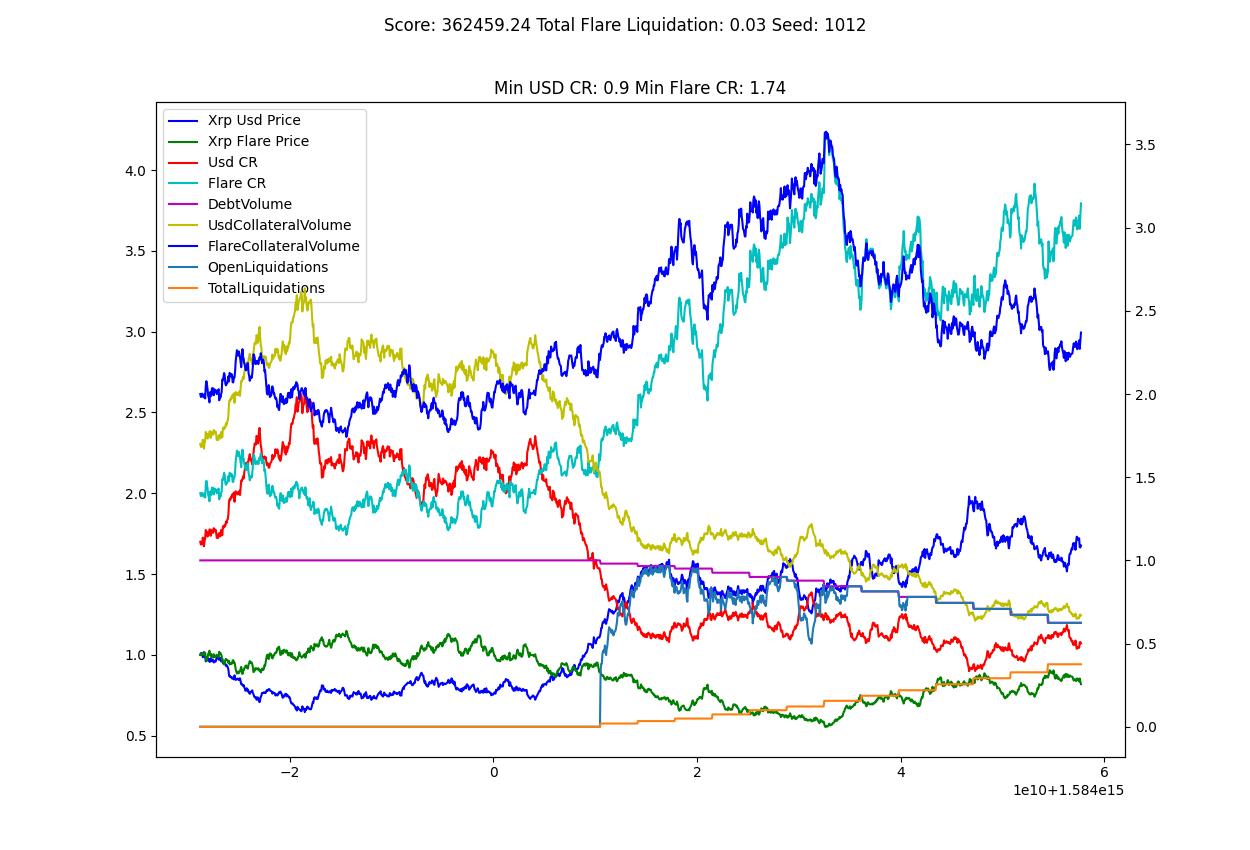 Score: 362459.24 Total Flare Liquidation: 0.03 Seed: 1012
Min USD CR: 0.9 Min Flare CR: 1.74
Xrp Usd Price
Xrp Flare Price
Usd CR
Flare CR
DebtVolume
UsdCollateralVolume
FlareCollateralVolume
OpenLiquidations
TotalLiquidations
4.0
3.5
3.0
2.5
2.0
1.5
1.0
0.5
3.5
3.0
2.5
2.0
1.5
1.0
0.5
0.0
−2 0 2 4 6
1e10+1.584e15